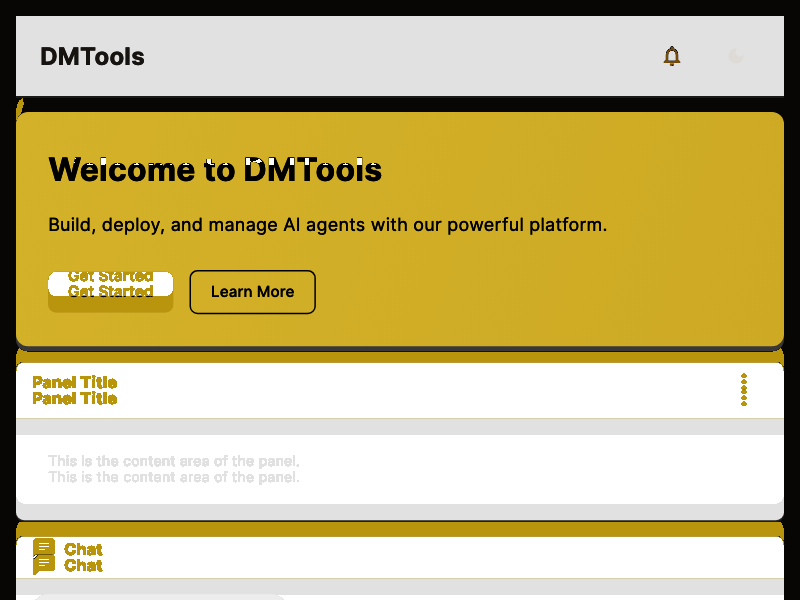 DMTools
Welcome to DMTools
Build, deploy, and manage AI agents with our powerful platform.
Get Started
Get Started
Learn More
Panel Title
Panel Title
This is the content area of the panel.
This is the content area of the panel.
Chat
Chat